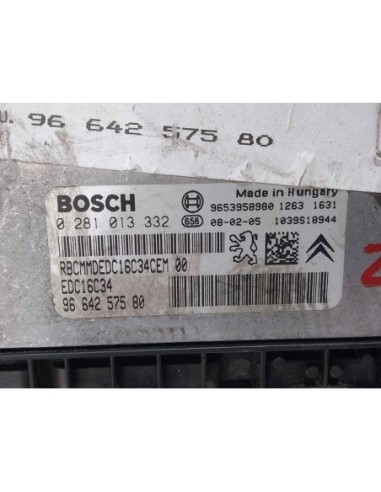 96 642 575 80
Made in Hungary
BOSCH
9653958980 1263 1631
0 281 013 332
658
08-02-05
1039S18944
RBCMMDEDC16C34CEM 00
EDC16C34
96 642 575 80